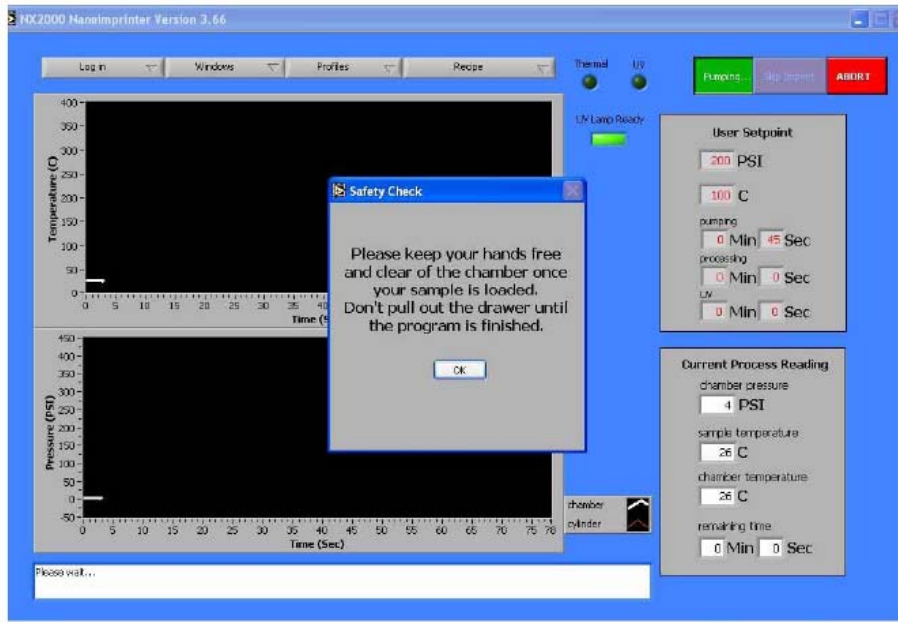 NX2000 Nanoimprinter Version 3.66
Log in Windows Profiles Recipe
Thermal UV
Pumping... Skip Imprint ABORT
UV Lamp Ready
400
350
300
250
200
150
100
50
0
Temperature (C)
0 5 10 15 20 25 30 35 40
Time (S
Safety Check
Please keep your hands free
and clear of the chamber once
your sample is loaded.
Don't pull out the drawer until
the program is finished.
OK
User Setpoint
200 PSI
100 C
pumping
0 Min 45 Sec
processing
0 Min 0 Sec
UV
0 Min 0 Sec
450
400
350
300
250
200
150
100
50
0
-50
Pressure (PSI)
0 5 10 15 20 25 30 35 40 45 50 55 60 65 70 75 78
Time (Sec)
chamber
cylinder
Current Process Reading
chamber pressure
4 PSI
sample temperature
26 C
chamber temperature
26 C
remaining time
0 Min 0 Sec
Please wait...